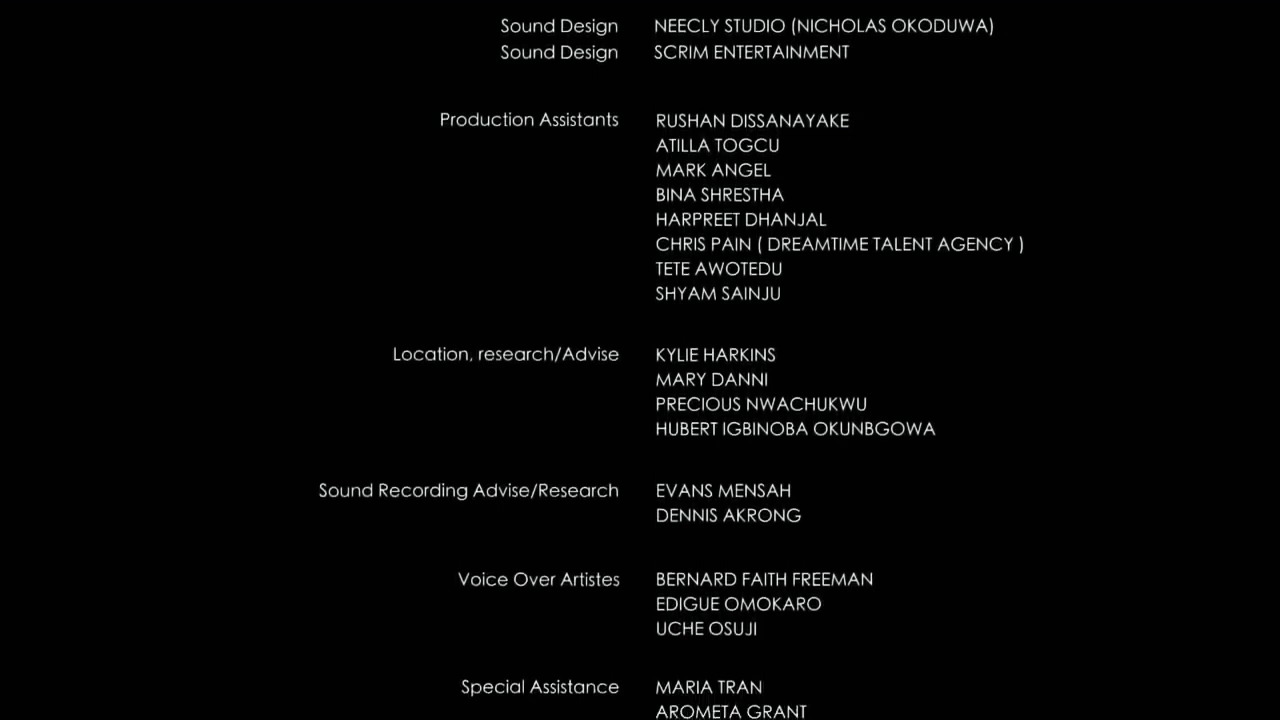 Sound Design NEECLY STUDIO (NICHOLAS OKODUWA)
Sound Design SCRIM ENTERTAINMENT
Production Assistants RUSHAN DISSANAYAKE
ATILLA TOGCU
MARK ANGEL
BINA SHRESTHA
HARPREET DHANJAL
CHRIS PAIN ( DREAMTIME TALENT AGENCY )
TETE AWOTEDU
SHYAM SAINJU
Location, research/Advise KYLIE HARKINS
MARY DANNI
PRECIOUS NWACHUKWU
HUBERT IGBINOBA OKUNBGOWA
Sound Recording Advise/Research EVANS MENSAH
DENNIS AKRONG
Voice Over Artistes BERNARD FAITH FREEMAN
EDIGUE OMOKARO
UCHE OSUJI
Special Assistance MARIA TRAN
AROMETA GRANT